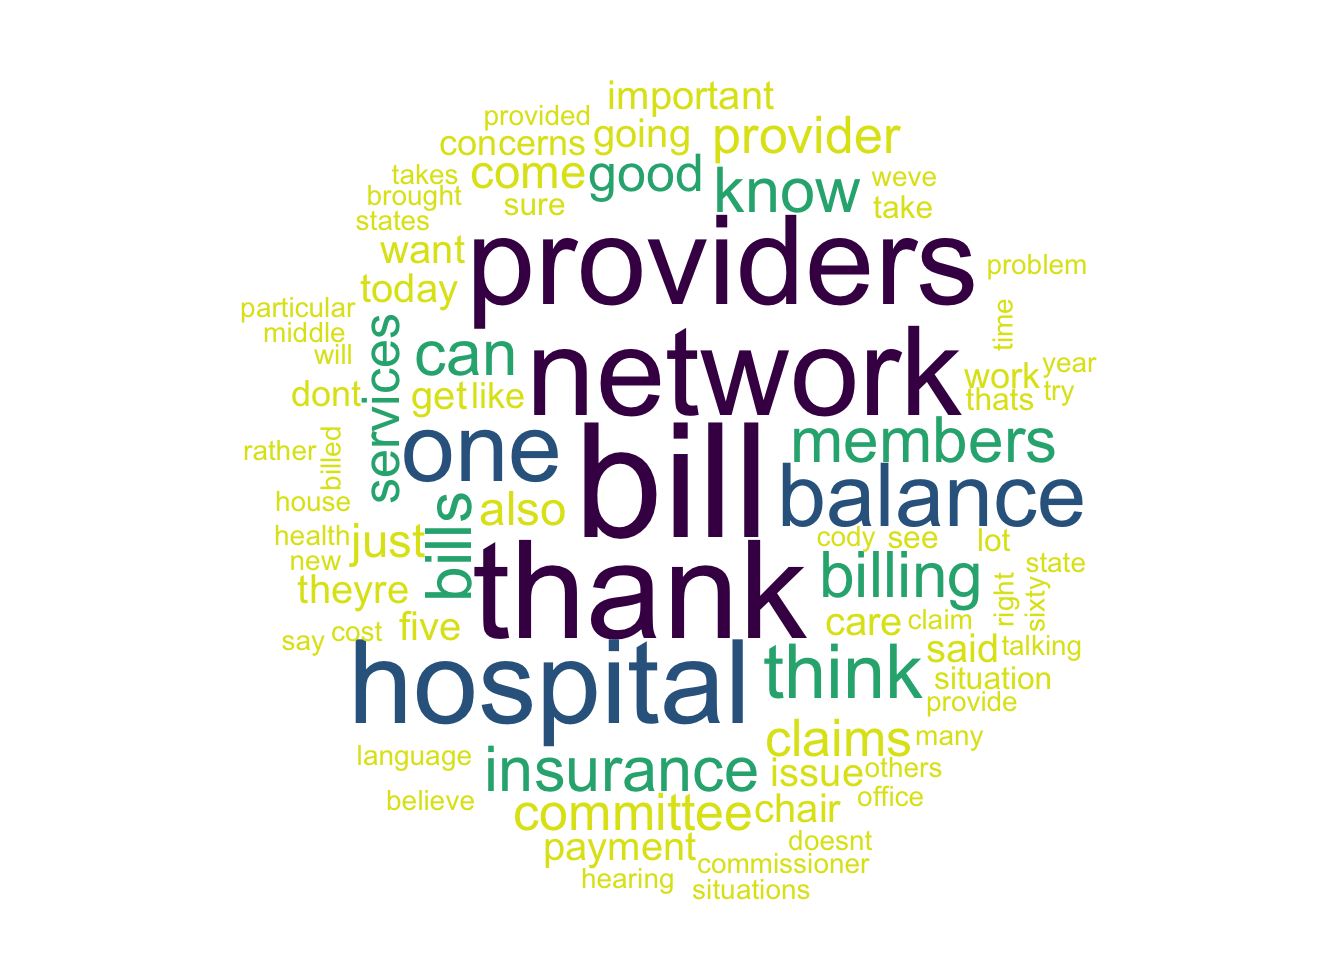 important
provided
concerns going provider
takes come good know weve
brought sure take
states
want providers
today problem
particular
middle
will
services can network time
work year
dont get like thats try
rather billed one bill members
house balance
health just bills also cody see lot
new
theyre thank billing right sixty state
say cost five care claim
hospital think said talking
situation
provide
language insurance claims many
issue others
believe committee chair office
payment doesnt
commissioner
hearing situations